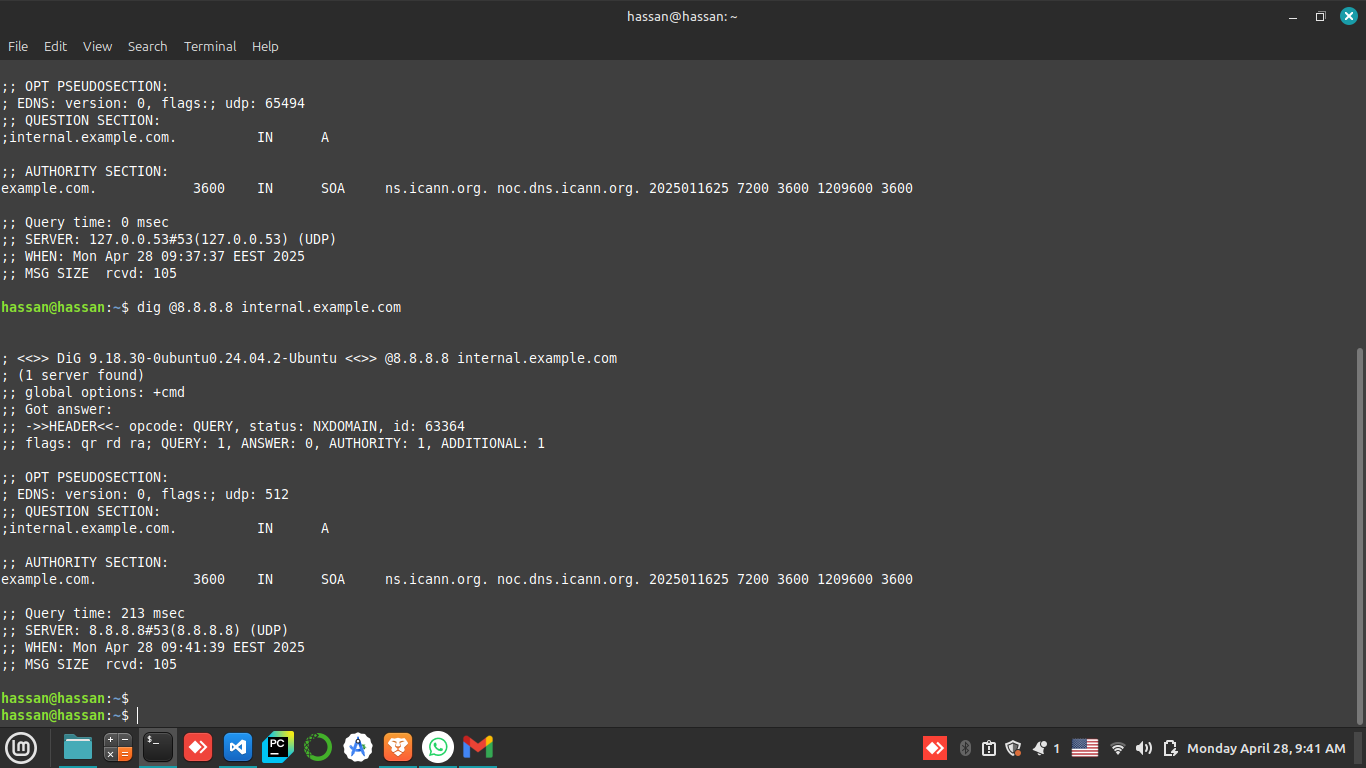 hassan@hassan: ~
File Edit View Search Terminal Help
;; OPT PSEUDOSECTION:
; EDNS: version: 0, flags:; udp: 65494
;; QUESTION SECTION:
;internal.example.com. IN A
;; AUTHORITY SECTION:
example.com. 3600 IN SOA ns.icann.org. noc.dns.icann.org. 2025011625 7200 3600 1209600 3600
;; Query time: 0 msec
;; SERVER: 127.0.0.53#53(127.0.0.53) (UDP)
;; WHEN: Mon Apr 28 09:37:37 EEST 2025
;; MSG SIZE rcvd: 105
hassan@hassan:~$ dig @8.8.8.8 internal.example.com
; <<>> DiG 9.18.30-0ubuntu0.24.04.2-Ubuntu <<>> @8.8.8.8 internal.example.com
; (1 server found)
;; global options: +cmd
;; Got answer:
;; ->>HEADER<<- opcode: QUERY, status: NXDOMAIN, id: 63364
;; flags: qr rd ra; QUERY: 1, ANSWER: 0, AUTHORITY: 1, ADDITIONAL: 1
;; OPT PSEUDOSECTION:
; EDNS: version: 0, flags:; udp: 512
;; QUESTION SECTION:
;internal.example.com. IN A
;; AUTHORITY SECTION:
example.com. 3600 IN SOA ns.icann.org. noc.dns.icann.org. 2025011625 7200 3600 1209600 3600
;; Query time: 213 msec
;; SERVER: 8.8.8.8#53(8.8.8.8) (UDP)
;; WHEN: Mon Apr 28 09:41:39 EEST 2025
;; MSG SIZE rcvd: 105
hassan@hassan:~$
hassan@hassan:~$
$_ PC 1 Monday April 28, 9:41 AM